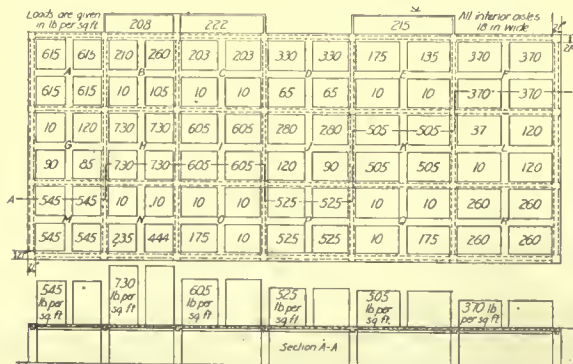 Loads are given
in lb per sq ft
208 222 215
All interior aisles
18 in wide
615 615 210 260 203 203 330 330 175 135 370 370
A B C D E F
615 615 10 105 10 10 65 65 10 10 370 370
10 120 730 730 605 605 280 280 505 505 37 120
G H I J K L
90 85 730 730 605 605 120 90 505 505 10 120
A 545 545 10 10 10 10 525 525 10 10 260 260
M N O P Q R
545 545 235 444 175 10 525 525 10 175 260 260
545
lb per
sq ft
730
lb per
sq ft
605
lb per
sq ft
525
lb per
sq ft
505
lb per
sq ft
370 lb
per sq ft
Section A-A